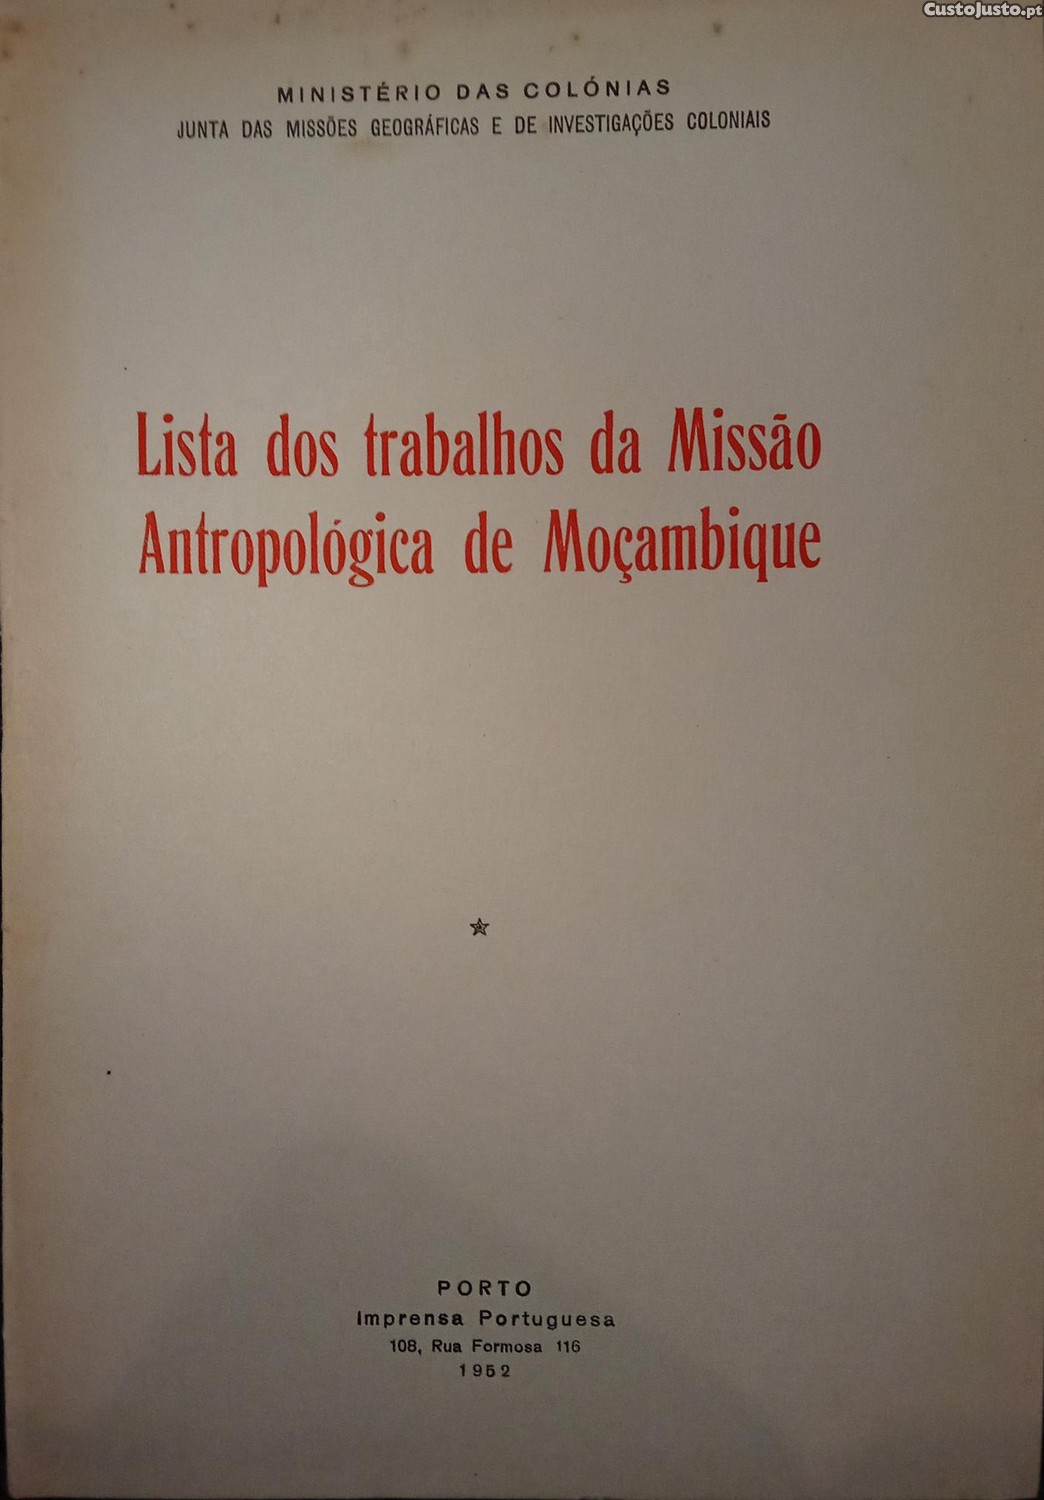 CustoJusto.pt
MINISTÉRIO DAS COLÓNIAS
JUNTA DAS MISSÕES GEOGRÁFICAS E DE INVESTIGAÇÕES COLONIAIS
Lista dos trabalhos da Missão
Antropológica de Moçambique
PORTO
Imprensa Portuguesa
108, Rua Formosa 116
1952